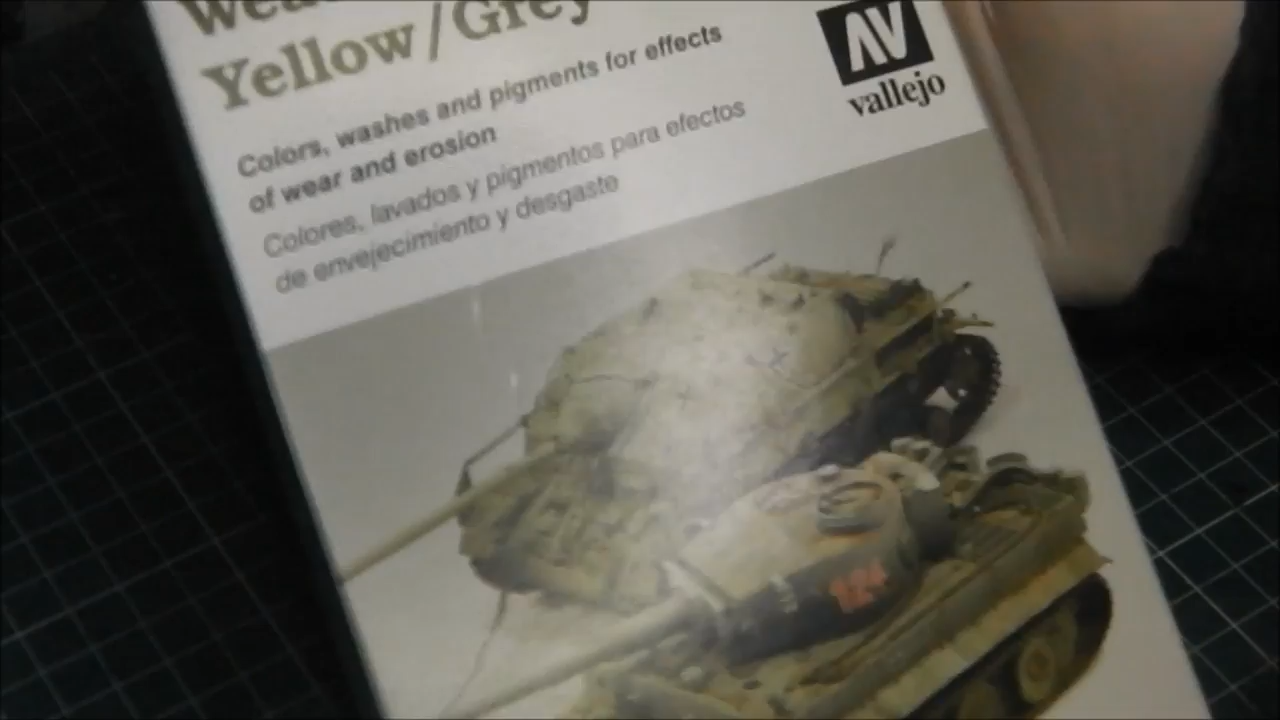 Yellow/Grey
Colors, washes and pigments for effects
of wear and erosion
Colores, lavados y pigmentos para efectos
de envejecimiento y desgaste
AV
vallejo